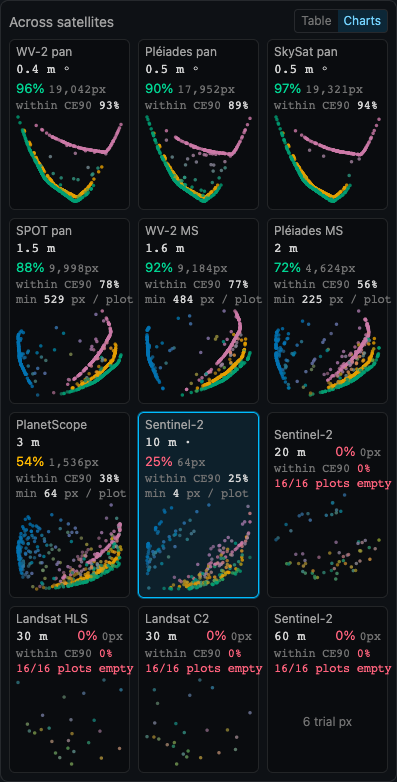 Across satellites
Table Charts
WV-2 pan
0.4 m ◦
96% 19,042px
within CE90 93%
Pléiades pan
0.5 m ◦
90% 17,952px
within CE90 89%
SkySat pan
0.5 m ◦
97% 19,321px
within CE90 94%
SPOT pan
1.5 m
88% 9,998px
within CE90 78%
min 529 px / plot
WV-2 MS
1.6 m
92% 9,184px
within CE90 77%
min 484 px / plot
Pléiades MS
2 m
72% 4,624px
within CE90 56%
min 225 px / plot
PlanetScope
3 m
54% 1,536px
within CE90 38%
min 64 px / plot
Sentinel-2
10 m ·
25% 64px
within CE90 25%
min 4 px / plot
Sentinel-2
20 m 0% 0px
within CE90 0%
16/16 plots empty
Landsat HLS
30 m 0% 0px
within CE90 0%
16/16 plots empty
Landsat C2
30 m 0% 0px
within CE90 0%
16/16 plots empty
Sentinel-2
60 m 0% 0px
within CE90 0%
16/16 plots empty
6 trial px